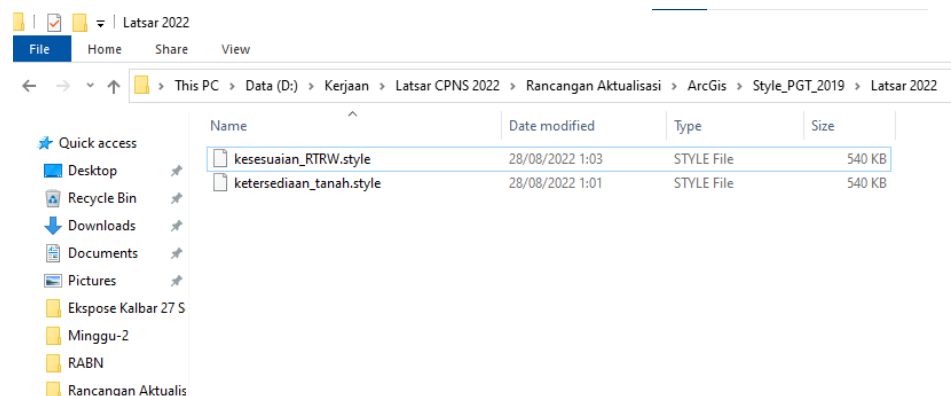 Latsar 2022
File Home Share View
This PC > Data (D:) > Kerjaan > Latsar CPNS 2022 > Rancangan Aktualisasi > ArcGis > Style_PGT_2019 > Latsar 2022
Name Date modified Type Size
Quick access
kesesuaian_RTRW.style 28/08/2022 1:03 STYLE File 540 KB
Desktop
ketersediaan_tanah.style 28/08/2022 1:01 STYLE File 540 KB
Recycle Bin
Downloads
Documents
Pictures
Ekspose Kalbar 27 S
Minggu-2
RABN
Rancangan Aktualis